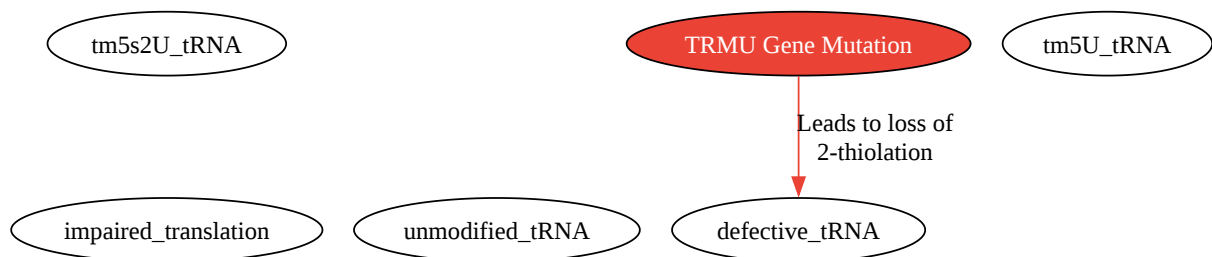 tm5s2U_tRNA
TRMU Gene Mutation
tm5U_tRNA
Leads to loss of
2-thiolation
impaired_translation
unmodified_tRNA
defective_tRNA